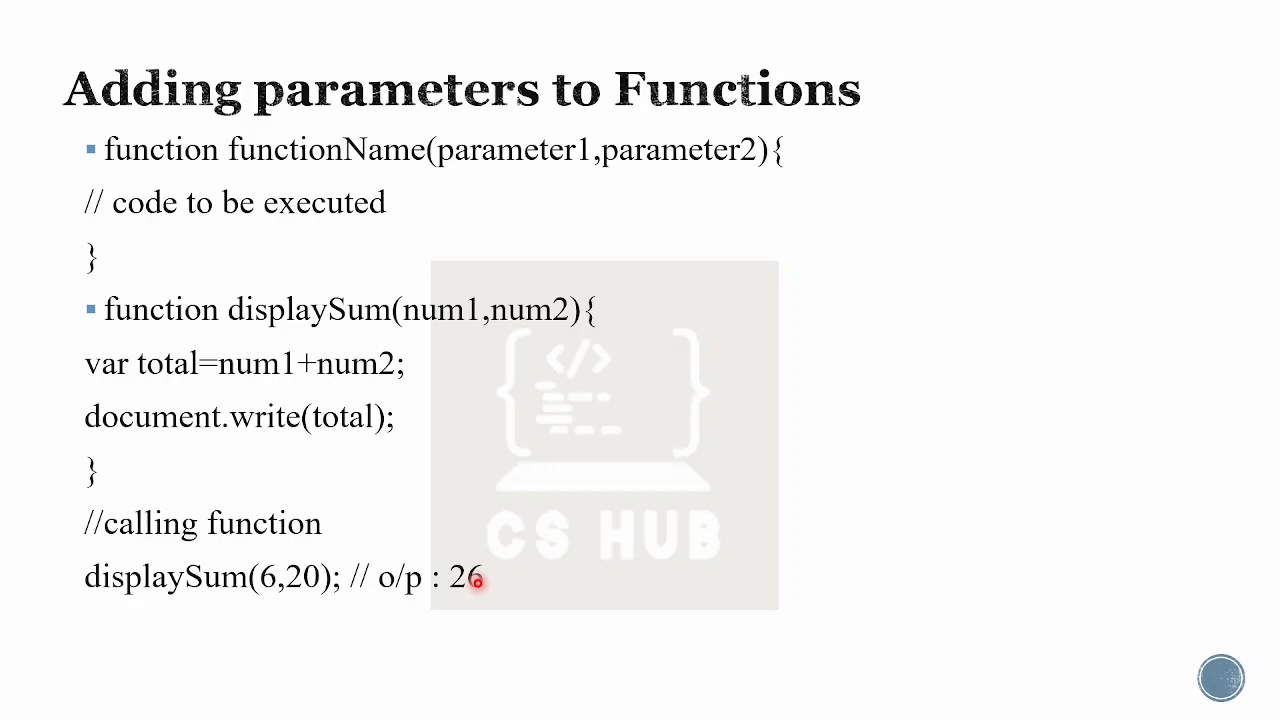 Adding parameters to Functions
function functionName(parameter1,parameter2){
// code to be executed
}
function displaySum(num1,num2){
var total=num1+num2;
document.write(total);
}
//calling function
displaySum(6,20); // o/p : 26
</>
CS HUB